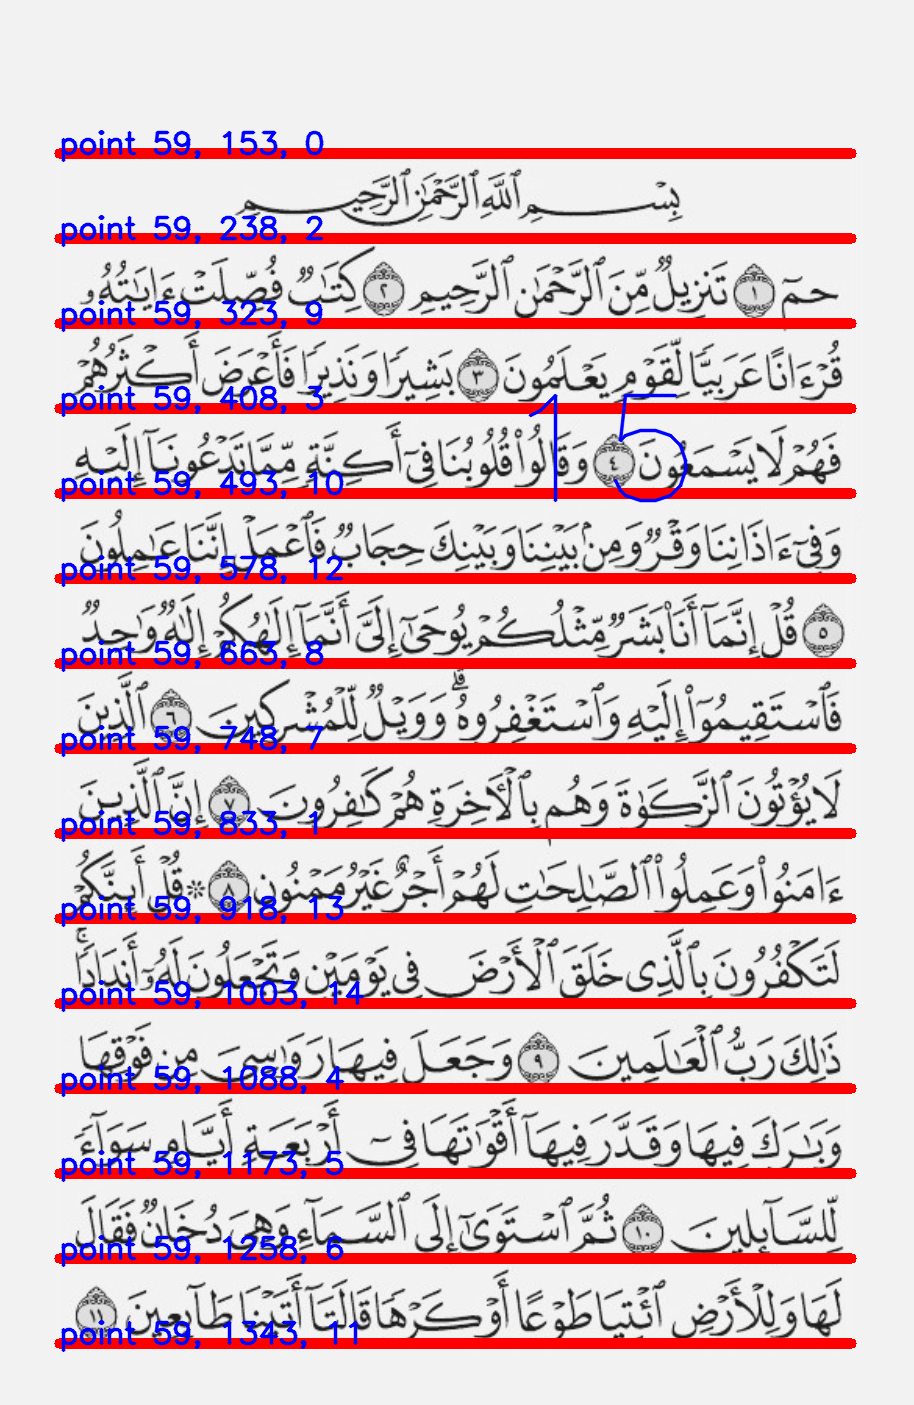 point 59, 153, 0
بِسْمِ ٱللَّهِ ٱلرَّحْمَٰنِ ٱلرَّحِيمِ
point 59, 238, 2
حمٓ ١ تَنزِيلٌ مِّنَ ٱلرَّحْمَٰنِ ٱلرَّحِيمِ ٢ كِتَٰبٌ فُصِّلَتْ ءَايَٰتُهُۥ
point 59, 323, 9
قُرْءَانًا عَرَبِيًّا لِّقَوْمٍ يَعْلَمُونَ ٣ بَشِيرًا وَنَذِيرًا فَأَعْرَضَ أَكْثَرُهُمْ
point 59, 408, 3
15
فَهُمْ لَا يَسْمَعُونَ ٤ وَقَالُوا۟ قُلُوبُنَا فِىٓ أَكِنَّةٍ مِّمَّا تَدْعُونَآ إِلَيْهِ
point 59, 493, 10
وَفِىٓ ءَاذَانِنَا وَقْرٌ وَمِنۢ بَيْنِنَا وَبَيْنِكَ حِجَابٌ فَٱعْمَلْ إِنَّنَا عَٰمِلُونَ
point 59, 578, 12
٥ قُلْ إِنَّمَآ أَنَا۠ بَشَرٌ مِّثْلُكُمْ يُوحَىٰٓ إِلَىَّ أَنَّمَآ إِلَٰهُكُمْ إِلَٰهٌ وَٰحِدٌ
point 59, 663, 8
فَٱسْتَقِيمُوٓا۟ إِلَيْهِ وَٱسْتَغْفِرُوهُ ۗ وَوَيْلٌ لِّلْمُشْرِكِينَ ٦ ٱلَّذِينَ
point 59, 748, 7
لَا يُؤْتُونَ ٱلزَّكَوٰةَ وَهُم بِٱلْءَاخِرَةِ هُمْ كَٰفِرُونَ ٧ إِنَّ ٱلَّذِينَ
point 59, 833, 1
ءَامَنُوا۟ وَعَمِلُوا۟ ٱلصَّٰلِحَٰتِ لَهُمْ أَجْرٌ غَيْرُ مَمْنُونٍ ٨ ۞ قُلْ أَئِنَّكُمْ
point 59, 918, 13
لَتَكْفُرُونَ بِٱلَّذِى خَلَقَ ٱلْأَرْضَ فِى يَوْمَيْنِ وَتَجْعَلُونَ لَهُۥٓ أَندَادًا ۚ
point 59, 1003, 14
ذَٰلِكَ رَبُّ ٱلْعَٰلَمِينَ ٩ وَجَعَلَ فِيهَا رَوَٰسِىَ مِن فَوْقِهَا
point 59, 1088, 4
وَبَٰرَكَ فِيهَا وَقَدَّرَ فِيهَآ أَقْوَٰتَهَا فِىٓ أَرْبَعَةِ أَيَّامٍ سَوَآءً
point 59, 1173, 5
لِّلسَّآئِلِينَ ١٠ ثُمَّ ٱسْتَوَىٰٓ إِلَى ٱلسَّمَآءِ وَهِىَ دُخَانٌ فَقَالَ
point 59, 1258, 6
لَهَا وَلِلْأَرْضِ ٱئْتِيَا طَوْعًا أَوْ كَرْهًا قَالَتَآ أَتَيْنَا طَآئِعِينَ ١١
point 59, 1343, 11